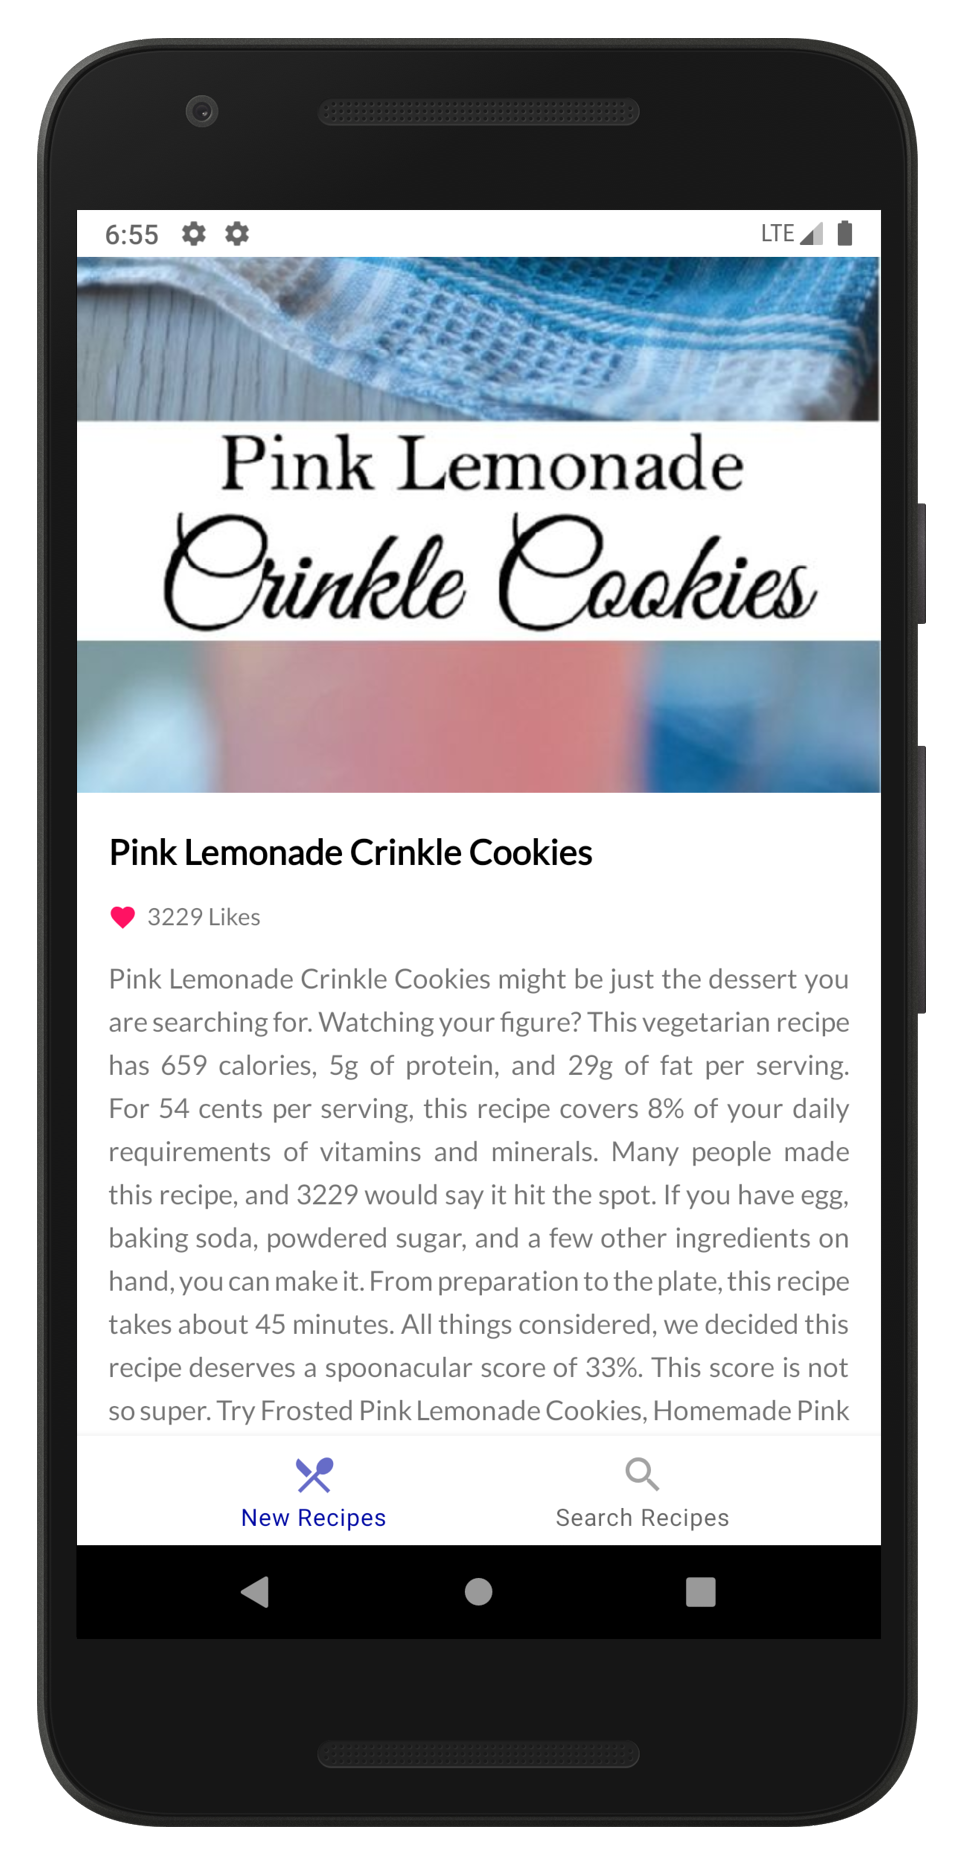 6:55 LTE
Pink Lemonade
Crinkle Cookies
Pink Lemonade Crinkle Cookies
3229 Likes
Pink Lemonade Crinkle Cookies might be just the dessert you
are searching for. Watching your figure? This vegetarian recipe
has 659 calories, 5g of protein, and 29g of fat per serving.
For 54 cents per serving, this recipe covers 8% of your daily
requirements of vitamins and minerals. Many people made
this recipe, and 3229 would say it hit the spot. If you have egg,
baking soda, powdered sugar, and a few other ingredients on
hand, you can make it. From preparation to the plate, this recipe
takes about 45 minutes. All things considered, we decided this
recipe deserves a spoonacular score of 33%. This score is not
so super. Try Frosted Pink Lemonade Cookies, Homemade Pink
New Recipes Search Recipes